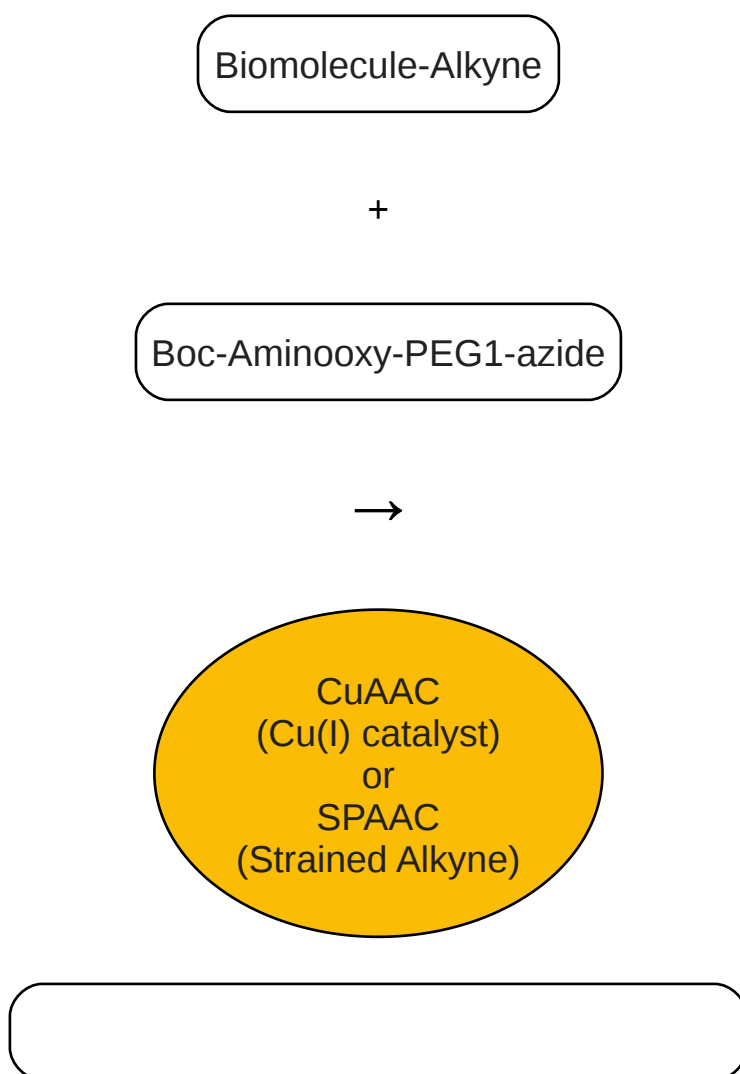 Biomolecule-Alkyne
+
Boc-Aminooxy-PEG1-azide
→
CuAAC
(Cu(I) catalyst)
or
SPAAC
(Strained Alkyne)